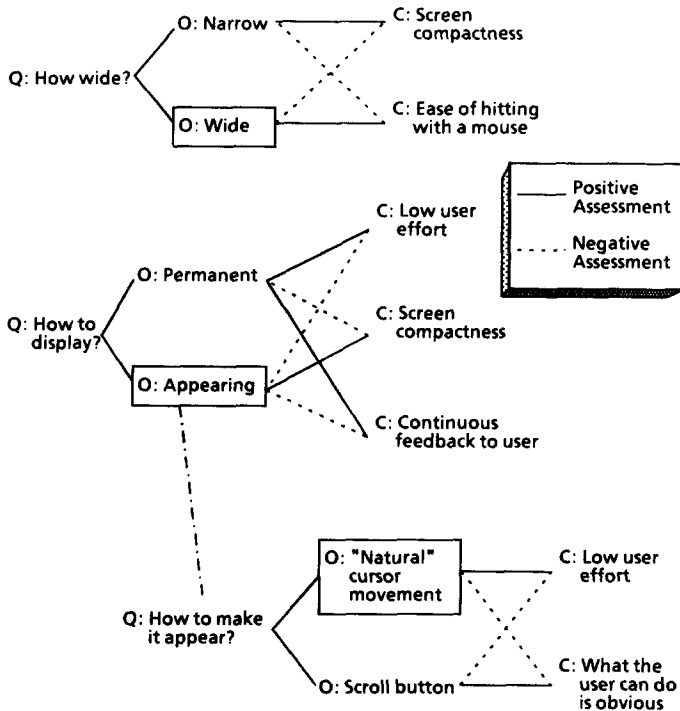 Q: How wide?
O: Narrow
O: Wide
C: Screen
compactness
C: Ease of hitting
with a mouse
Positive
Assessment
Negative
Assessment
Q: How to
display?
O: Permanent
O: Appearing
C: Low user
effort
C: Screen
compactness
C: Continuous
feedback to user
Q: How to make
it appear?
O: "Natural"
cursor
movement
O: Scroll button
C: Low user
effort
C: What the
user can do
is obvious